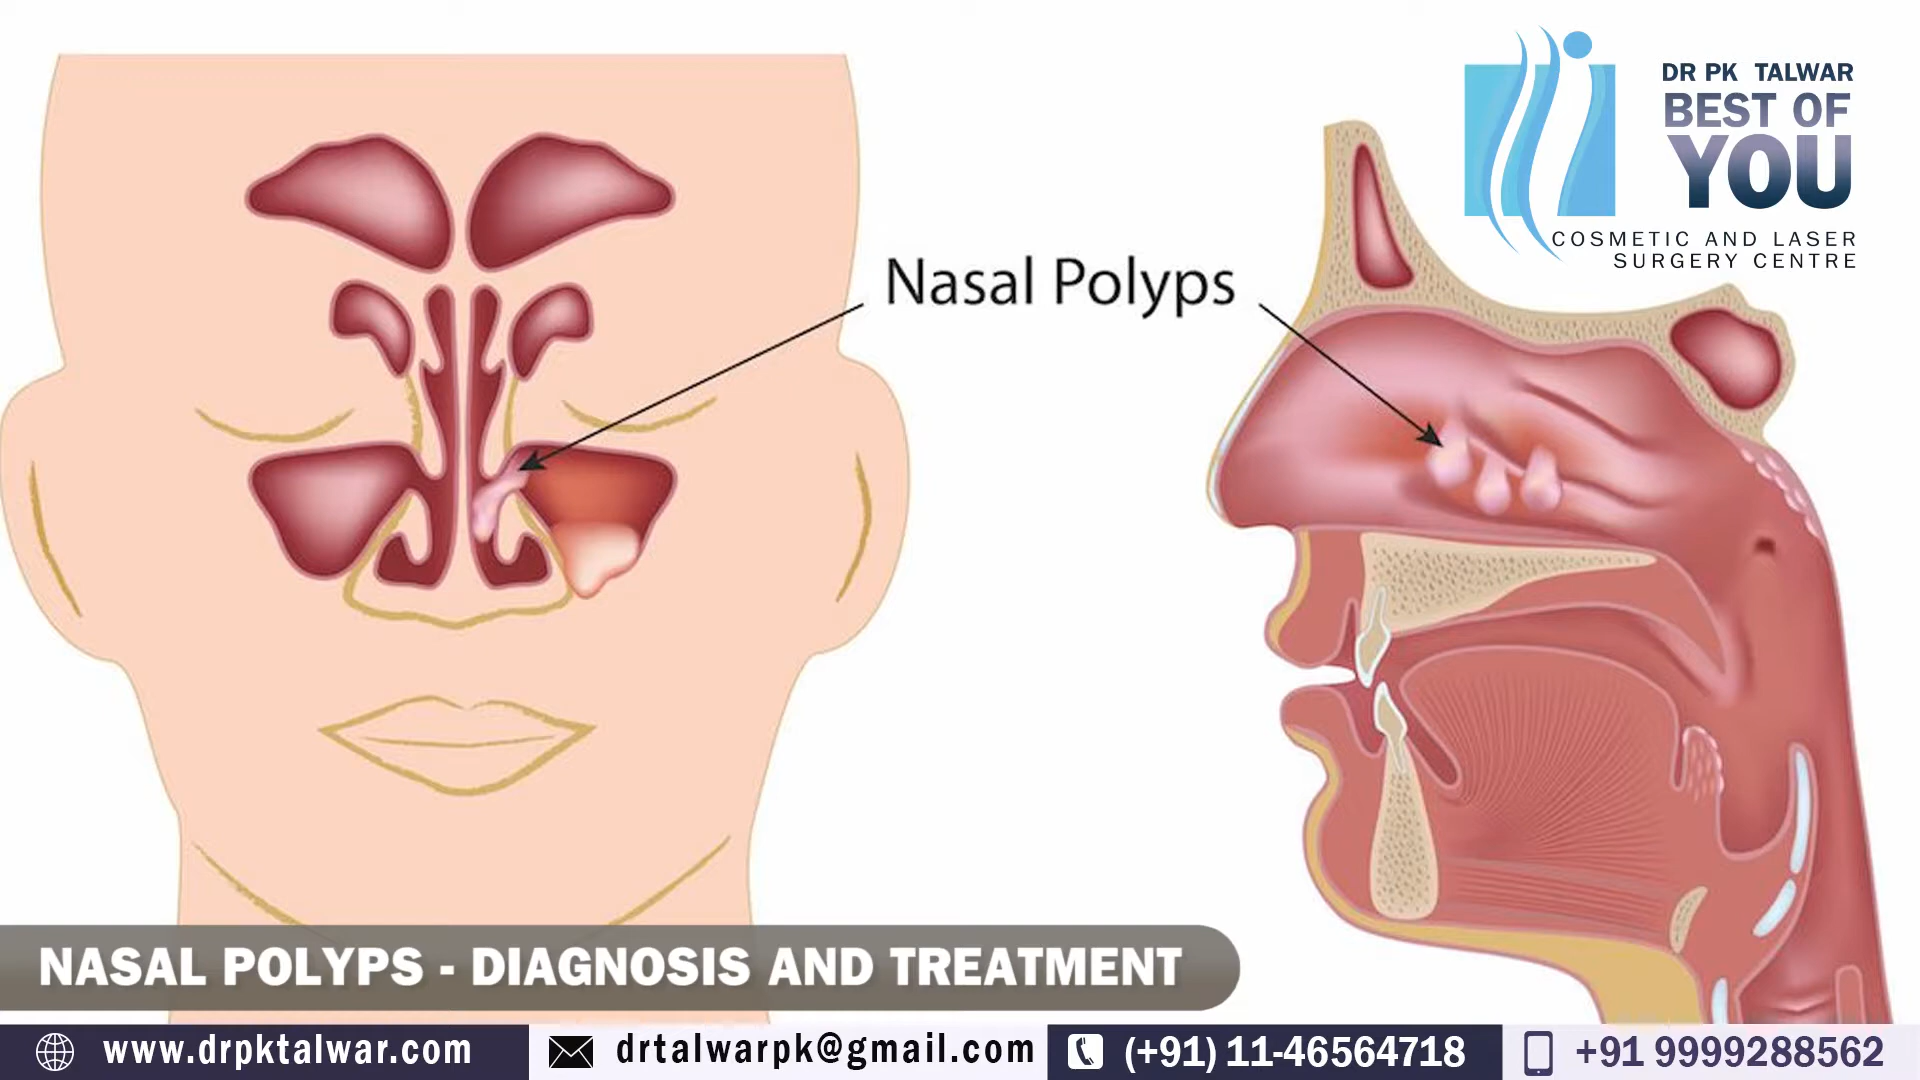 DR PK TALWAR
BEST OF
YOU
COSMETIC AND LASER
SURGERY CENTRE
Nasal Polyps
NASAL POLYPS - DIAGNOSIS AND TREATMENT
www.drpktalwar.com
drtalwarpk@gmail.com
(+91) 11-46564718
+91 9999288562